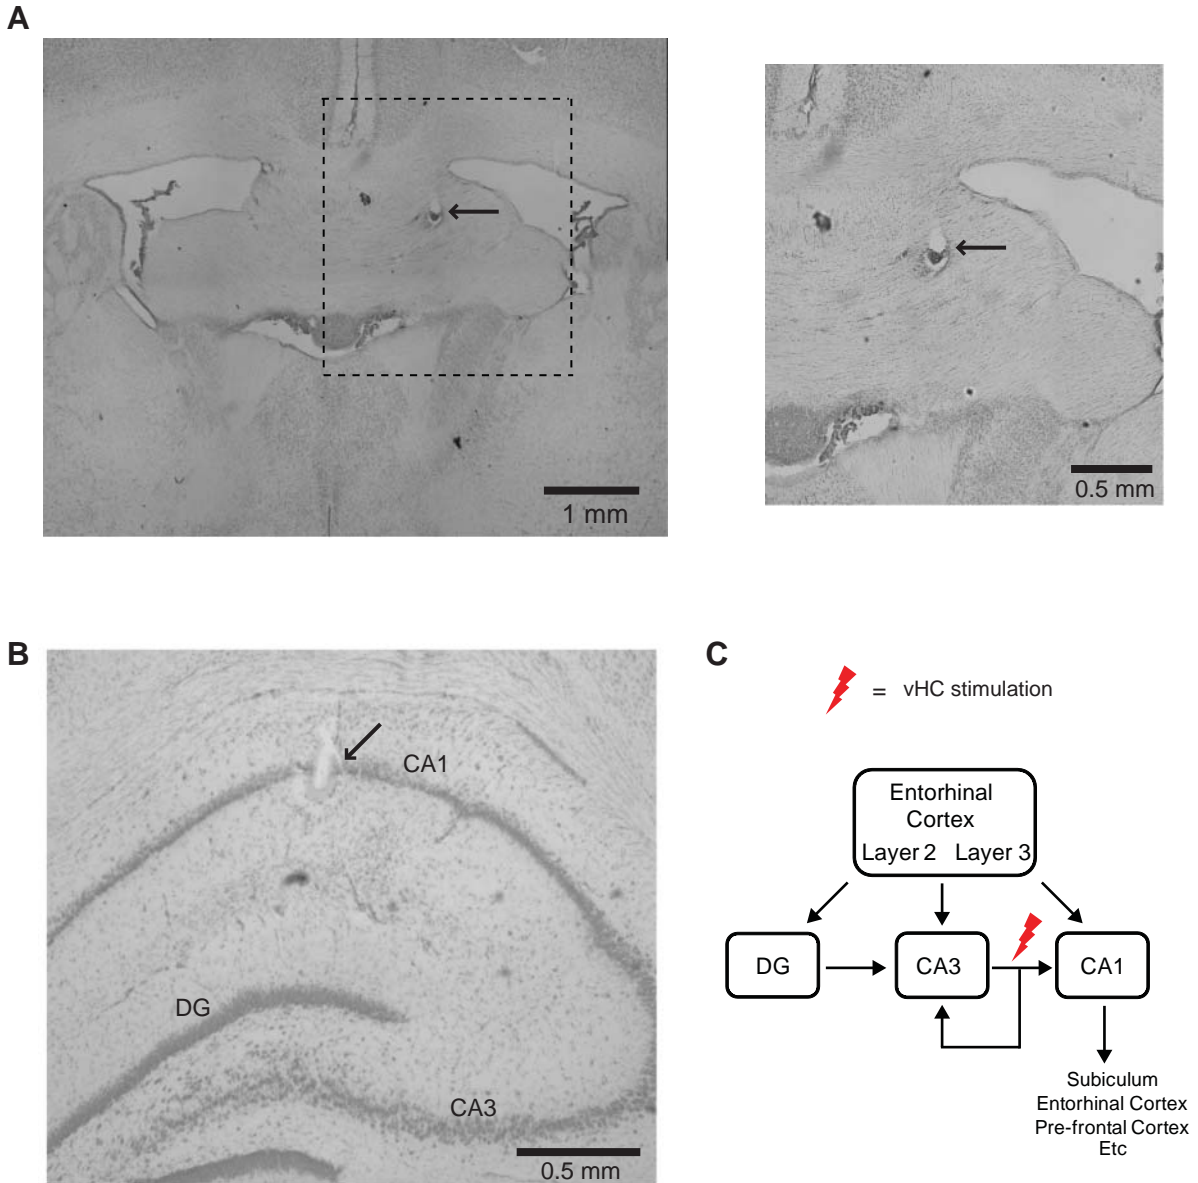 A
1 mm
0.5 mm
B
CA1
DG
CA3
0.5 mm
C
= vHC stimulation
Entorhinal
Cortex
Layer 2 Layer 3
DG
CA3
CA1
Subiculum
Entorhinal Cortex
Pre-frontal Cortex
Etc